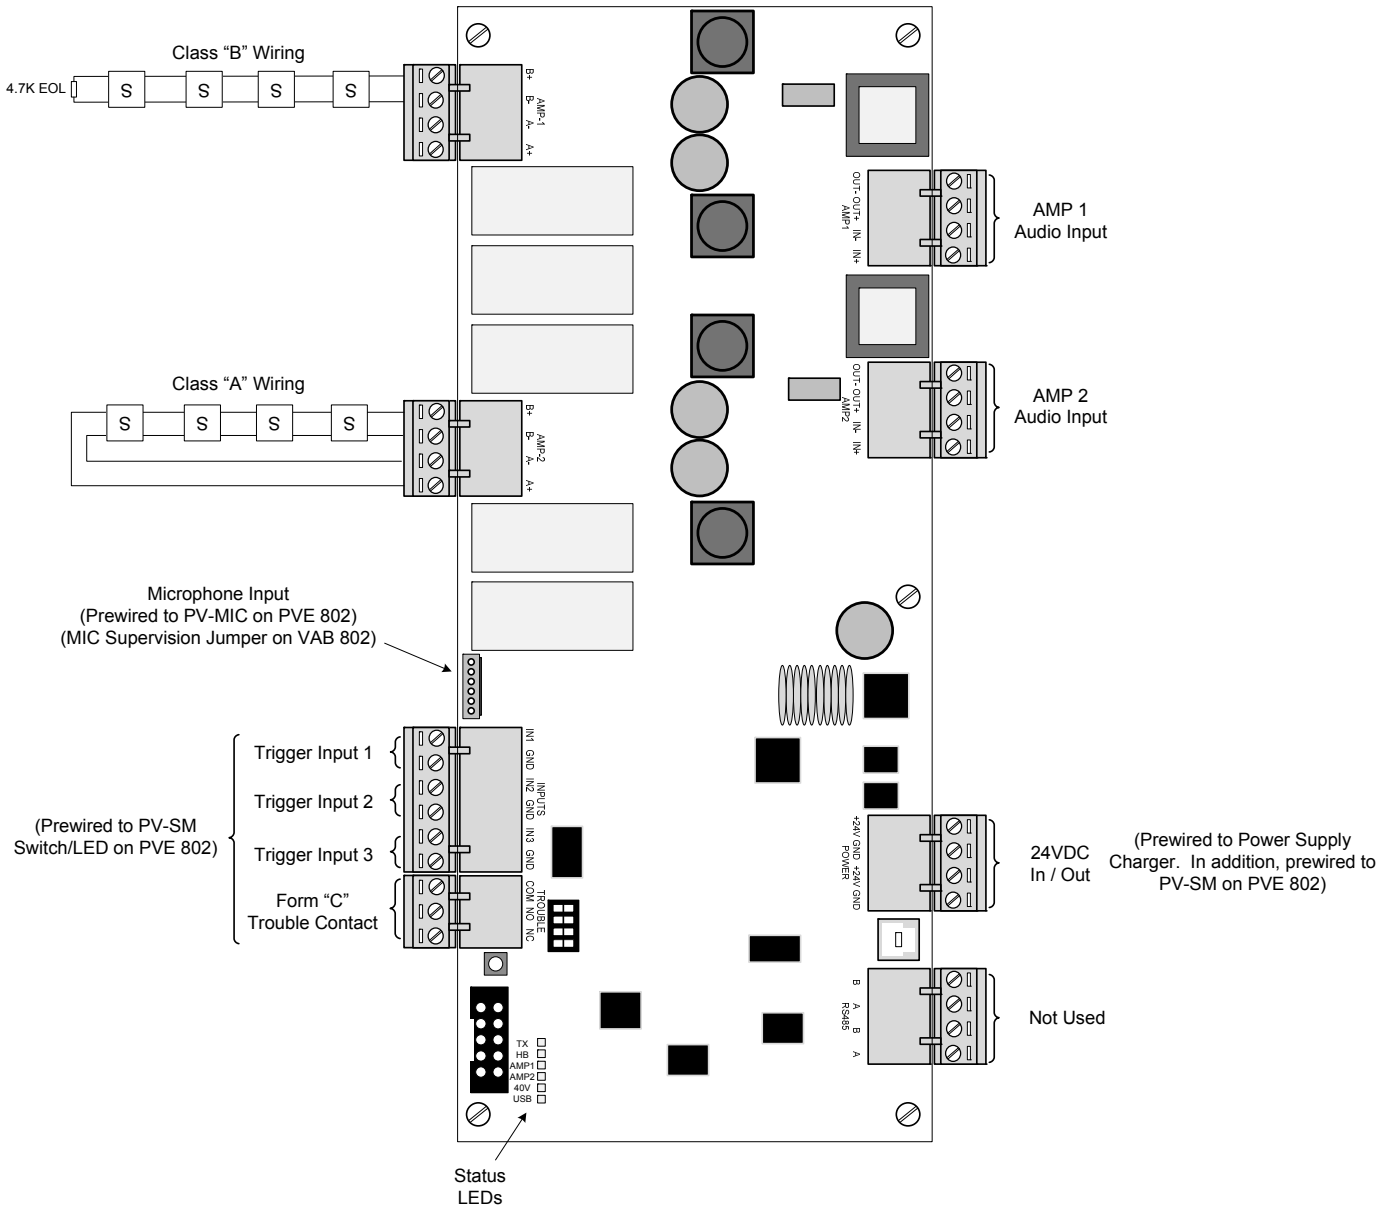 Class “B” Wiring
4.7K EOL
S
S
S
S
B+
B-
A-
A+
AMP-1
OUT-
OUT+
IN-
IN+
AMP1
AMP 1
Audio Input
Class “A” Wiring
S
S
S
S
B+
B-
A-
A+
AMP-2
OUT-
OUT+
IN-
IN+
AMP2
AMP 2
Audio Input
Microphone Input
(Prewired to PV-MIC on PVE 802)
(MIC Supervision Jumper on VAB 802)
(Prewired to PV-SM
Switch/LED on PVE 802)
Trigger Input 1
Trigger Input 2
Trigger Input 3
Form “C”
Trouble Contact
IN1
GND
IN2
GND
IN3
GND
INPUTS
COM
NO
NC
TROUBLE
+24V
GND
+24V
GND
POWER
24VDC
In / Out
(Prewired to Power Supply
Charger.  In addition, prewired to
PV-SM on PVE 802)
B
A
B
A
RS485
Not Used
TX
HB
AMP1
AMP2
40V
USB
Status
LEDs